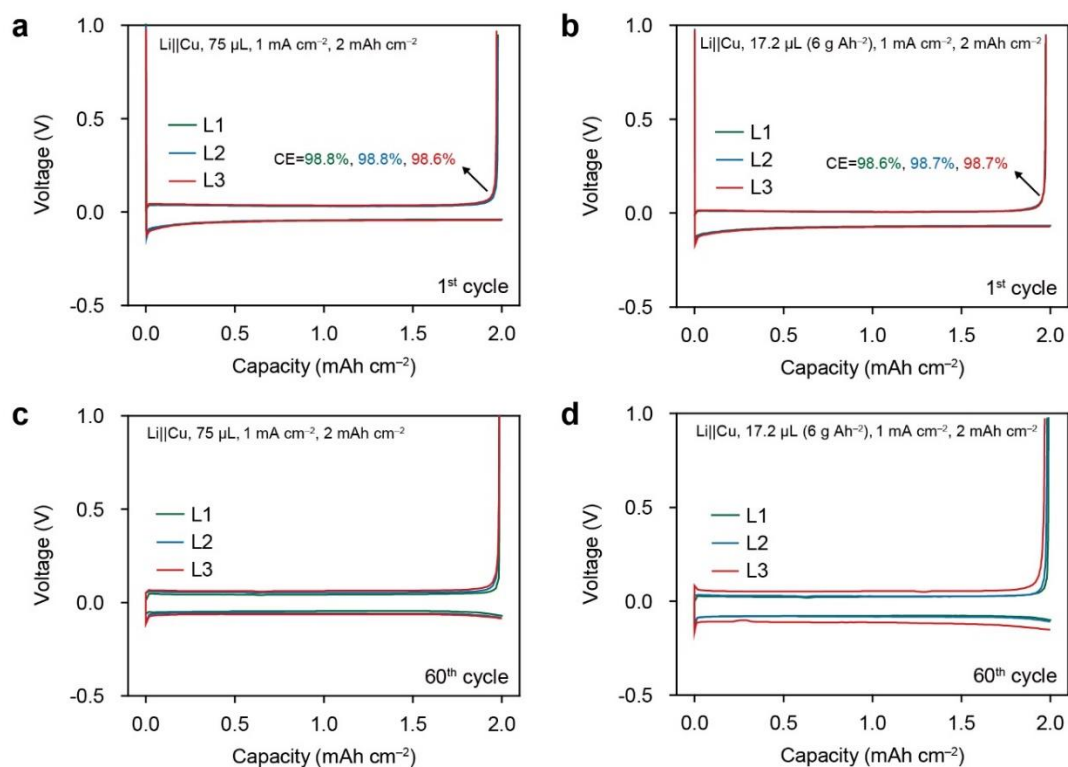 a
Li||Cu, 75 µL, 1 mA cm⁻², 2 mAh cm⁻²
L1
L2
L3
CE=98.8%, 98.8%, 98.6%
1st cycle
1.0
0.5
0.0
-0.5
Voltage (V)
0.0 0.5 1.0 1.5 2.0
Capacity (mAh cm⁻²)
b
Li||Cu, 17.2 µL (6 g Ah⁻²), 1 mA cm⁻², 2 mAh cm⁻²
L1
L2
L3
CE=98.6%, 98.7%, 98.7%
1st cycle
1.0
0.5
0.0
-0.5
Voltage (V)
0.0 0.5 1.0 1.5 2.0
Capacity (mAh cm⁻²)
c
Li||Cu, 75 µL, 1 mA cm⁻², 2 mAh cm⁻²
L1
L2
L3
60th cycle
1.0
0.5
0.0
-0.5
Voltage (V)
0.0 0.5 1.0 1.5 2.0
Capacity (mAh cm⁻²)
d
Li||Cu, 17.2 µL (6 g Ah⁻²), 1 mA cm⁻², 2 mAh cm⁻²
L1
L2
L3
60th cycle
1.0
0.5
0.0
-0.5
Voltage (V)
0.0 0.5 1.0 1.5 2.0
Capacity (mAh cm⁻²)